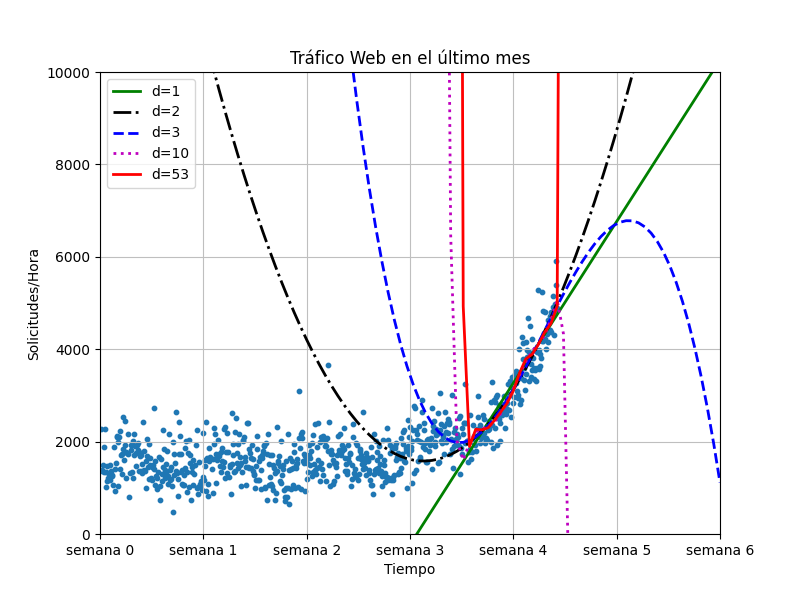 Tráfico Web en el último mes
10000
8000
6000
4000
2000
0
Solicitudes/Hora
d=1
d=2
d=3
d=10
d=53
semana 0 semana 1 semana 2 semana 3 semana 4 semana 5 semana 6
Tiempo